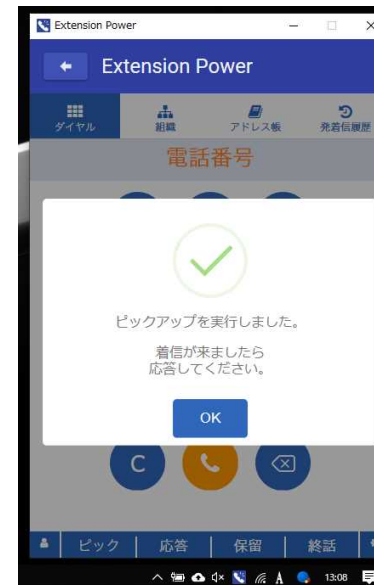 Extension Power
Extension Power
ダイヤル
組織
アドレス帳
発着信履歴
電話番号
ピックアップを実行しました。
着信が来ましたら
応答してください。
OK
C
ピック
応答
保留
終話
A
13:08